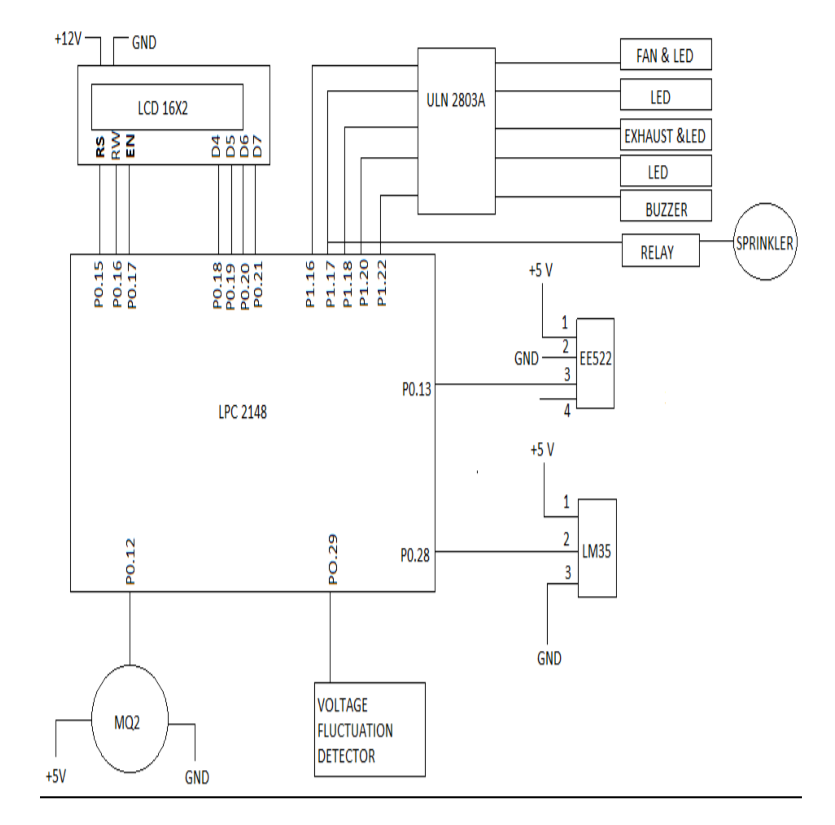 +12V
GND
LCD 16X2
RS
RW
EN
D4
D5
D6
D7
ULN 2803A
FAN & LED
LED
EXHAUST &LED
LED
BUZZER
RELAY
SPRINKLER
P0.15
P0.16
P0.17
P0.18
P0.19
P0.20
P0.21
P1.16
P1.17
P1.18
P1.20
P1.22
+5 V
1
2
3
4
GND
EE522
P0.13
LPC 2148
+5 V
1
2
3
LM35
P0.28
GND
P0.12
P0.29
MQ2
+5V
GND
VOLTAGE
FLUCTUATION
DETECTOR